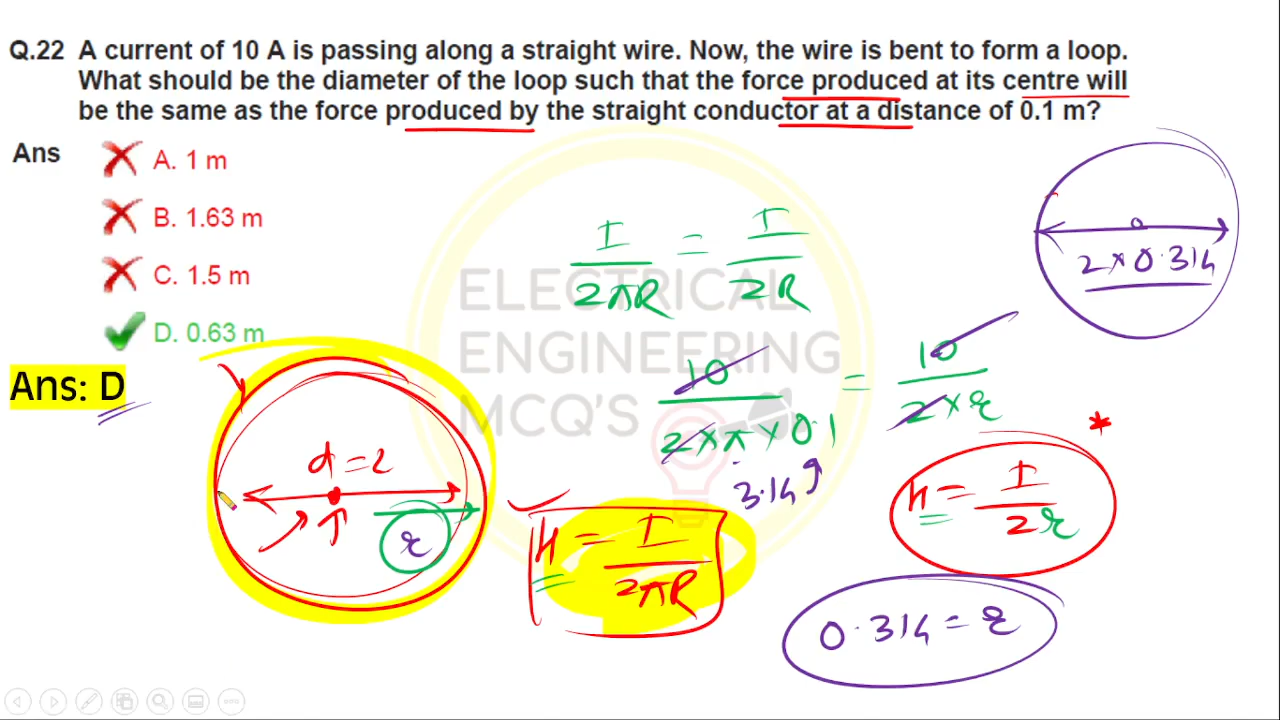 Q.22 A current of 10 A is passing along a straight wire. Now, the wire is bent to form a loop.
What should be the diameter of the loop such that the force produced at its centre will
be the same as the force produced by the straight conductor at a distance of 0.1 m?
Ans
A. 1 m
B. 1.63 m
C. 1.5 m
D. 0.63 m
Ans: D
ELECTRICAL
ENGINEERING
MCQ'S
I/2πR = I/2R
10/2×π×0.1 = 10/2×r
3.14
2×0.314
r
H = I/2πR
H = I/2r
0.314 = r